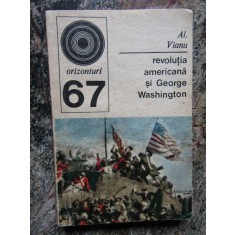 orizonturi
67
Al.
Vianu
revoluția
americană
și George
Washington